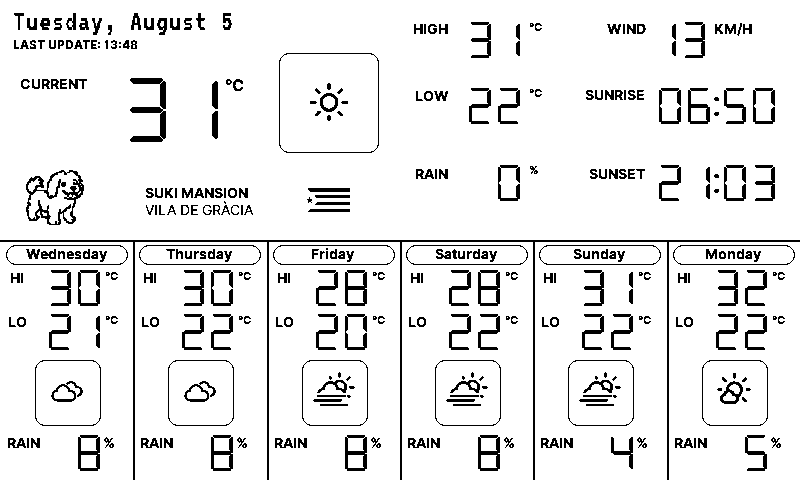 Tuesday, August 5
LAST UPDATE: 13:48
CURRENT 31 °C
SUKI MANSION
VILA DE GRÀCIA
HIGH 31 °C
WIND 13 KM/H
LOW 22 °C
SUNRISE 06:50
RAIN 0 %
SUNSET 21:03
Wednesday
HI 30 °C
LO 21 °C
RAIN 8 %
Thursday
HI 30 °C
LO 22 °C
RAIN 8 %
Friday
HI 28 °C
LO 20 °C
RAIN 8 %
Saturday
HI 28 °C
LO 22 °C
RAIN 8 %
Sunday
HI 31 °C
LO 22 °C
RAIN 4 %
Monday
HI 32 °C
LO 22 °C
RAIN 5 %